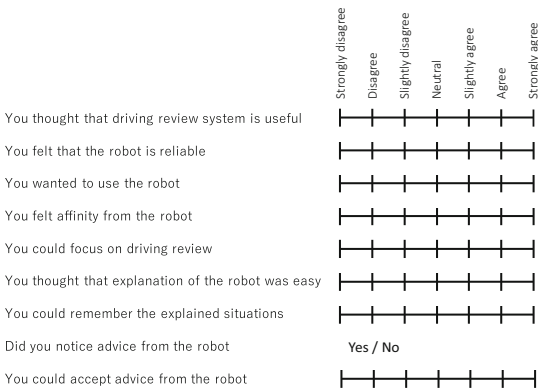 Strongly disagree
Disagree
Slightly disagree
Neutral
Slightly agree
Agree
Strongly agree
You thought that driving review system is useful
You felt that the robot is reliable
You wanted to use the robot
You felt affinity from the robot
You could focus on driving review
You thought that explanation of the robot was easy
You could remember the explained situations
Did you notice advice from the robot Yes / No
You could accept advice from the robot